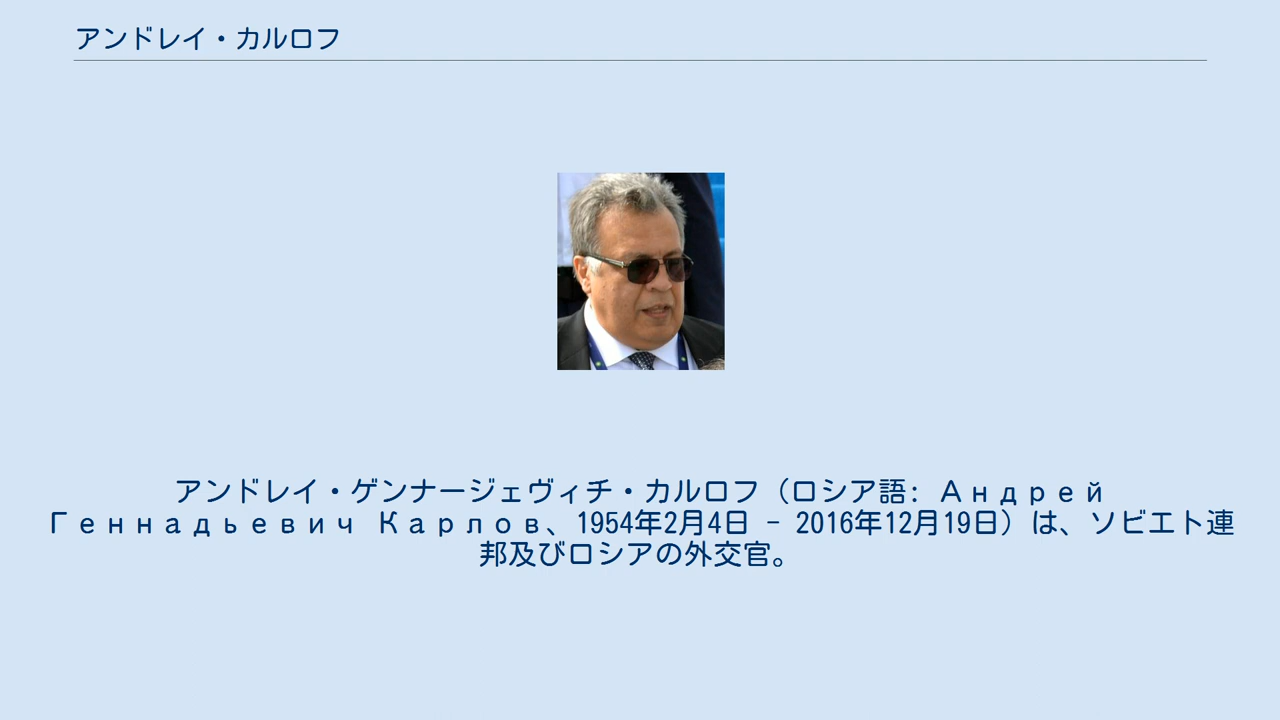 アンドレイ・カルロフ
アンドレイ・ゲンナージェヴィチ・カルロフ（ロシア語: Андрей
Геннадьевич Карлов、1954年2月4日 - 2016年12月19日）は、ソビエト連
邦及びロシアの外交官。